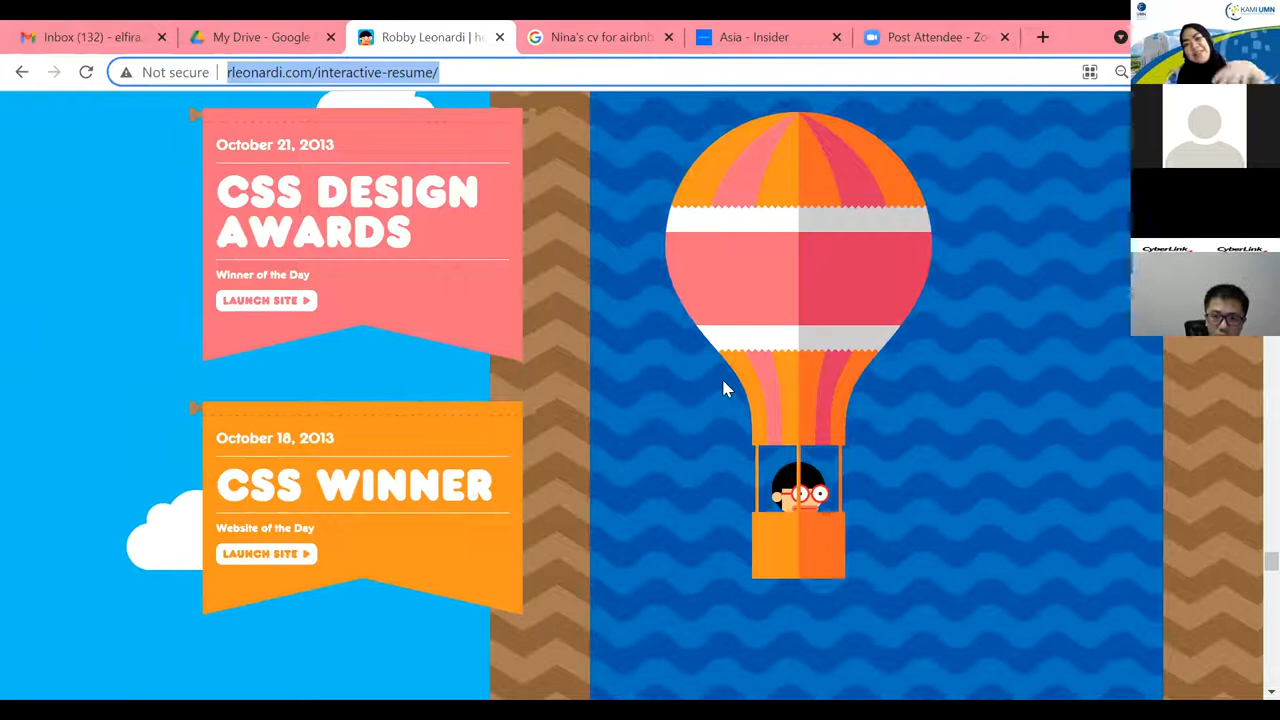 Inbox (132) - elfira.
My Drive - Google
Robby Leonardi | he
Nina's cv for airbnb
Asia - Insider
Post Attendee - Zo
Not secure
rleonardi.com/interactive-resume/
UMN
KAMI UMN
CyberLink
CyberLink
October 21, 2013
CSS DESIGN
AWARDS
Winner of the Day
LAUNCH SITE
October 18, 2013
CSS WINNER
Website of the Day
LAUNCH SITE